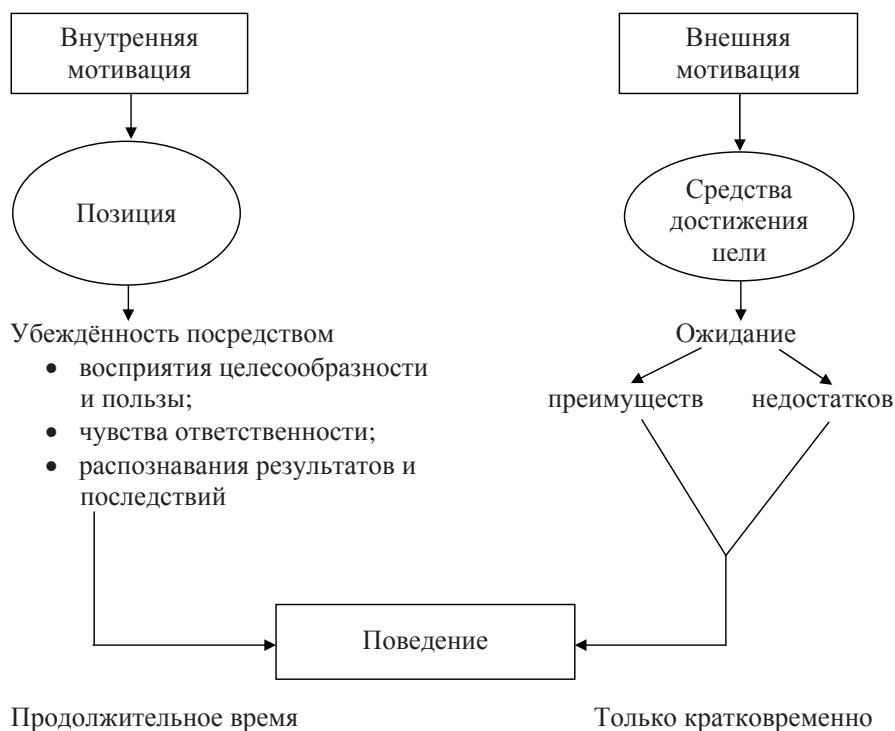 Внутренняя
мотивация
Внешняя
мотивация
Позиция
Средства
достижения
цели
Убеждённость посредством
• восприятия целесообразности
и пользы;
• чувства ответственности;
• распознавания результатов и
последствий
Ожидание
преимуществ
недостатков
Поведение
Продолжительное время
Только кратковременно